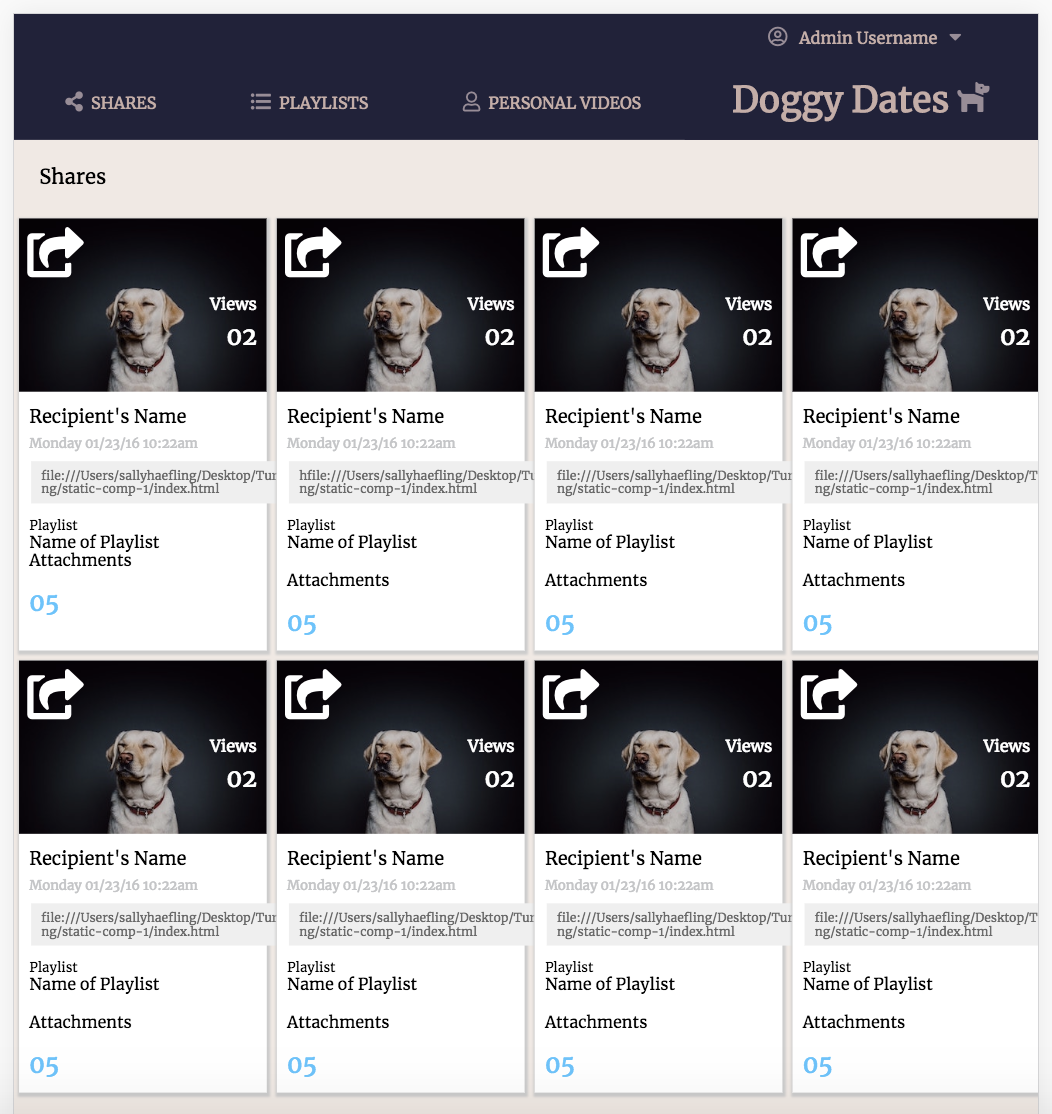 Admin Username
SHARES PLAYLISTS PERSONAL VIDEOS Doggy Dates
Shares
Views Views Views Views
02 02 02 02
Recipient's Name Recipient's Name Recipient's Name Recipient's Name
Monday 01/23/16 10:22am Monday 01/23/16 10:22am Monday 01/23/16 10:22am Monday 01/23/16 10:22am
file:///Users/sallyhaefling/Desktop/Tur hfile:///Users/sallyhaefling/Desktop/Tu file:///Users/sallyhaefling/Desktop/Tur file:///Users/sallyhaefling/Desktop/T
ng/static-comp-1/index.html ng/static-comp-1/index.html ng/static-comp-1/index.html ng/static-comp-1/index.html
Playlist Playlist Playlist Playlist
Name of Playlist Name of Playlist Name of Playlist Name of Playlist
Attachments
Attachments Attachments Attachments
05
05 05 05
Views Views Views Views
02 02 02 02
Recipient's Name Recipient's Name Recipient's Name Recipient's Name
Monday 01/23/16 10:22am Monday 01/23/16 10:22am Monday 01/23/16 10:22am Monday 01/23/16 10:22am
file:///Users/sallyhaefling/Desktop/Tur file:///Users/sallyhaefling/Desktop/Tur file:///Users/sallyhaefling/Desktop/Tur file:///Users/sallyhaefling/Desktop/T
ng/static-comp-1/index.html ng/static-comp-1/index.html ng/static-comp-1/index.html ng/static-comp-1/index.html
Playlist Playlist Playlist Playlist
Name of Playlist Name of Playlist Name of Playlist Name of Playlist
Attachments Attachments Attachments Attachments
05 05 05 05